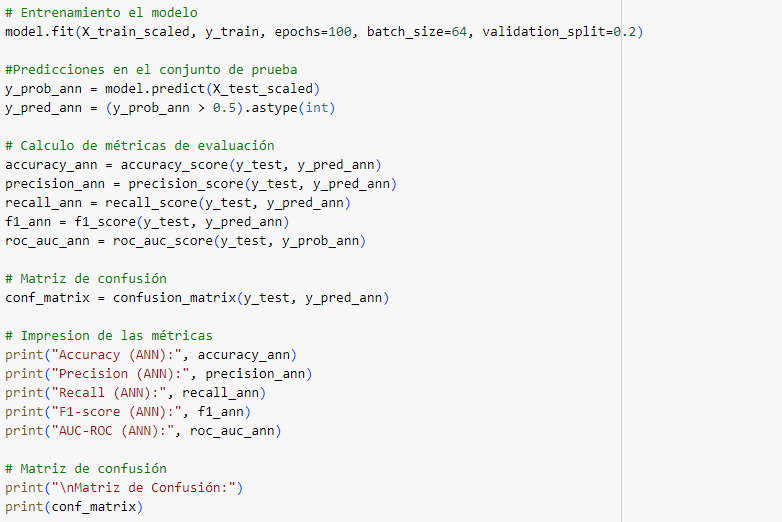 # Entrenamiento el modelo
model.fit(X_train_scaled, y_train, epochs=100, batch_size=64, validation_split=0.2)
#Predicciones en el conjunto de prueba
y_prob_ann = model.predict(X_test_scaled)
y_pred_ann = (y_prob_ann > 0.5).astype(int)
# Calculo de métricas de evaluación
accuracy_ann = accuracy_score(y_test, y_pred_ann)
precision_ann = precision_score(y_test, y_pred_ann)
recall_ann = recall_score(y_test, y_pred_ann)
f1_ann = f1_score(y_test, y_pred_ann)
roc_auc_ann = roc_auc_score(y_test, y_prob_ann)
# Matriz de confusión
conf_matrix = confusion_matrix(y_test, y_pred_ann)
# Impresion de las métricas
print("Accuracy (ANN):", accuracy_ann)
print("Precision (ANN):", precision_ann)
print("Recall (ANN):", recall_ann)
print("F1-score (ANN):", f1_ann)
print("AUC-ROC (ANN):", roc_auc_ann)
# Matriz de confusión
print("\nMatriz de Confusión:")
print(conf_matrix)